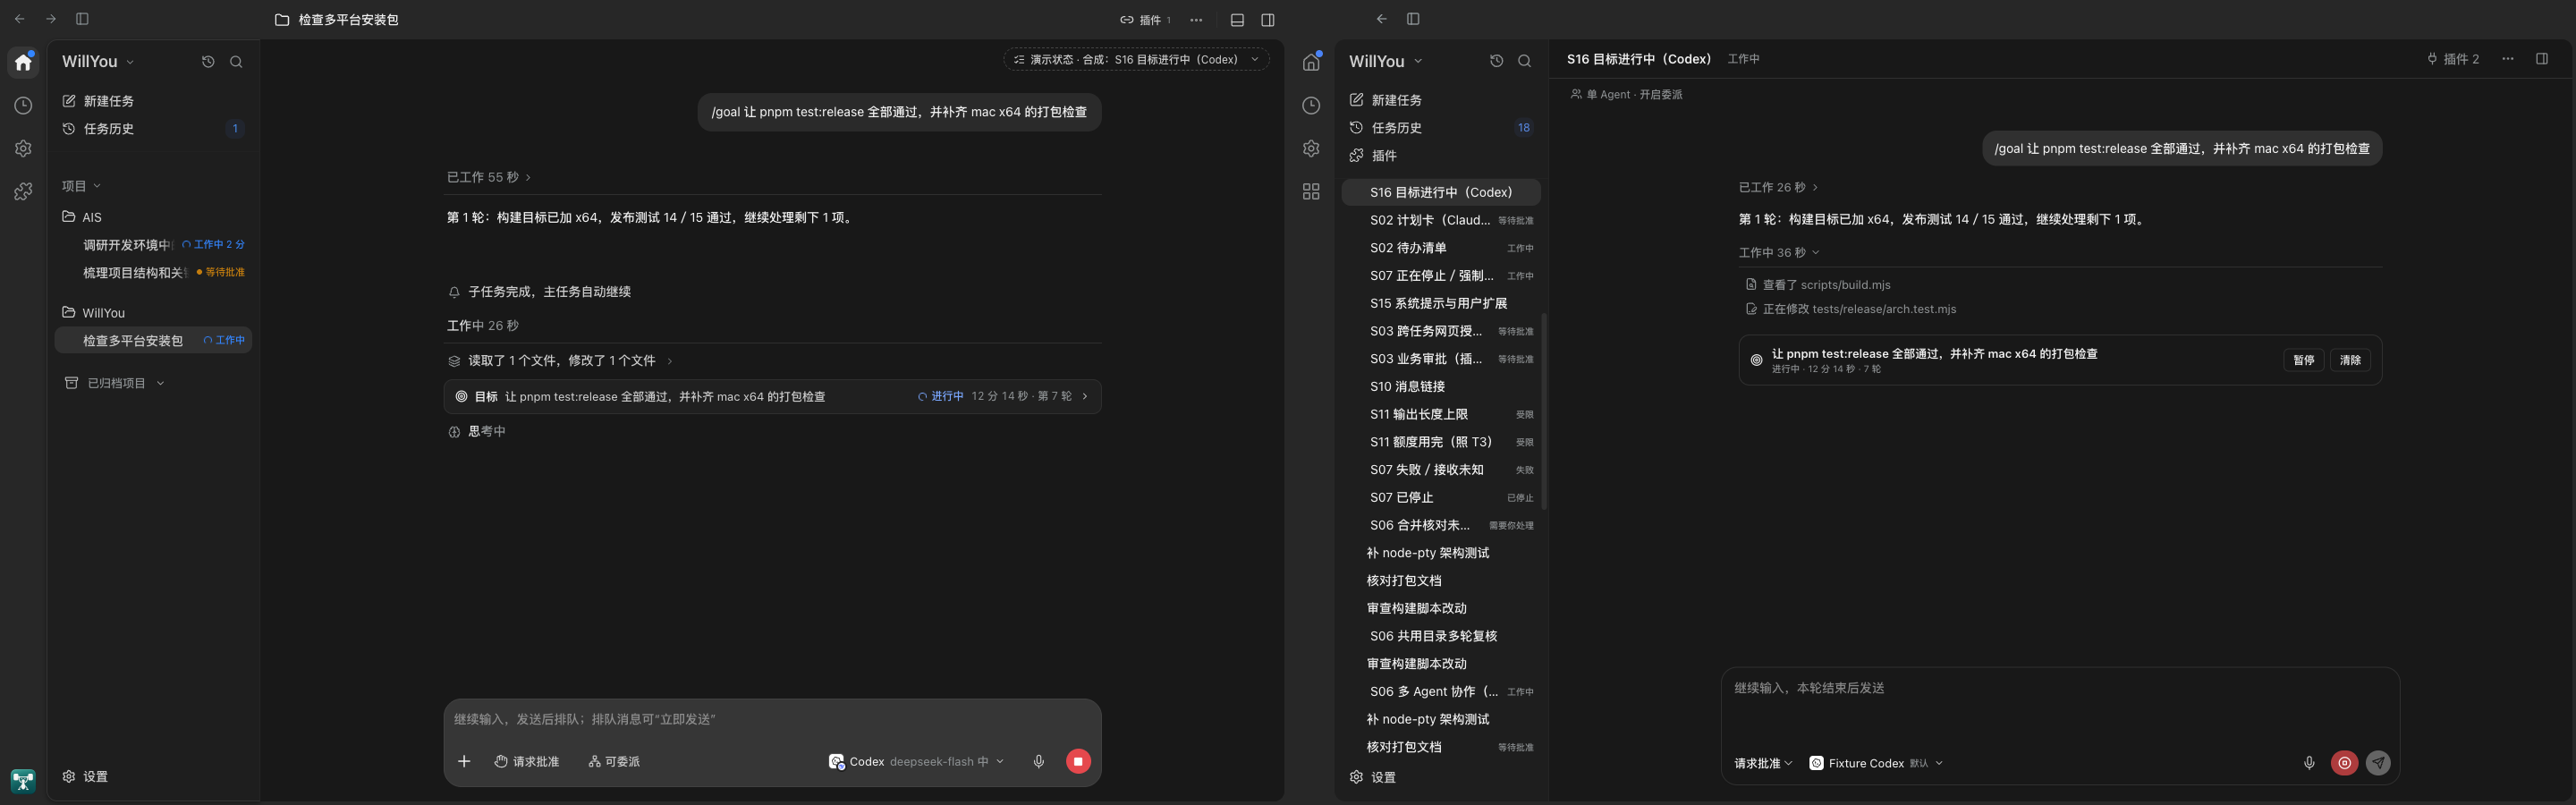 检查多平台安装包
插件 1
WillYou
新建任务
任务历史 1
项目
AIS
调研开发环境中 工作中 2 分
梳理项目结构和关 等待批准
WillYou
检查多平台安装包 工作中
已归档项目
设置
演示状态 · 合成：S16 目标进行中（Codex）
/goal 让 pnpm test:release 全部通过，并补齐 mac x64 的打包检查
已工作 55 秒
第 1 轮：构建目标已加 x64，发布测试 14 / 15 通过，继续处理剩下 1 项。
子任务完成，主任务自动继续
工作中 26 秒
读取了 1 个文件，修改了 1 个文件
目标 让 pnpm test:release 全部通过，并补齐 mac x64 的打包检查 进行中 12 分 14 秒 · 第 7 轮
思考中
继续输入，发送后排队；排队消息可“立即发送”
请求批准 可委派 Codex deepseek-flash 中
WillYou
新建任务
任务历史 18
插件
S16 目标进行中（Codex）
S02 计划卡（Claud... 等待批准
S02 待办清单 工作中
S07 正在停止 / 强制... 工作中
S15 系统提示与用户扩展
S03 跨任务网页授... 等待批准
S03 业务审批（插... 等待批准
S10 消息链接
S11 输出长度上限 受限
S11 额度用完（照 T3） 受限
S07 失败 / 接收未知 失败
S07 已停止 已停止
S06 合并核对未... 需要你处理
补 node-pty 架构测试
核对打包文档
审查构建脚本改动
S06 共用目录多轮复核
审查构建脚本改动
S06 多 Agent 协作（... 工作中
补 node-pty 架构测试
核对打包文档 等待批准
设置
S16 目标进行中（Codex） 工作中
插件 2
单 Agent · 开启委派
/goal 让 pnpm test:release 全部通过，并补齐 mac x64 的打包检查
已工作 26 秒
第 1 轮：构建目标已加 x64，发布测试 14 / 15 通过，继续处理剩下 1 项。
工作中 36 秒
查看了 scripts/build.mjs
正在修改 tests/release/arch.test.mjs
让 pnpm test:release 全部通过，并补齐 mac x64 的打包检查
进行中 · 12 分 14 秒 · 7 轮
暂停 清除
继续输入，本轮结束后发送
请求批准 Fixture Codex 默认